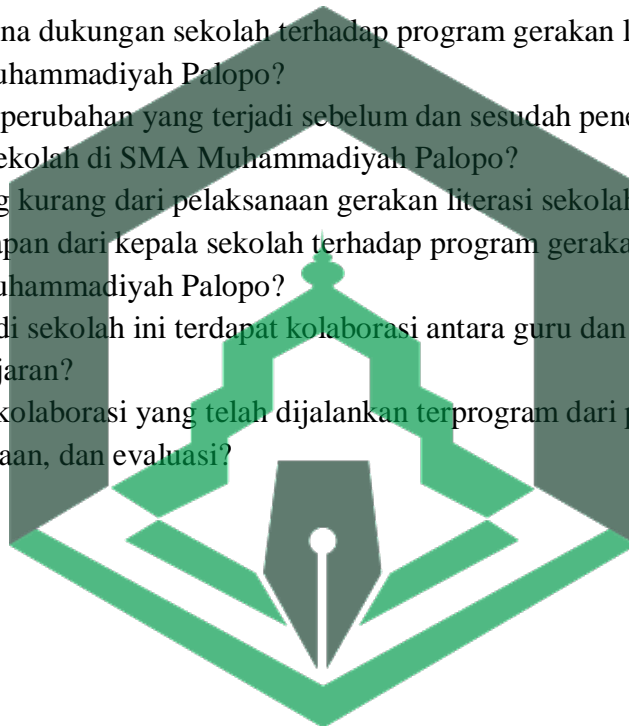 na dukungan sekolah terhadap program gerakan l
uhammadiyah Palopo?
perubahan yang terjadi sebelum dan sesudah pene
ekolah di SMA Muhammadiyah Palopo?
g kurang dari pelaksanaan gerakan literasi sekolah
apan dari kepala sekolah terhadap program geraka
uhammadiyah Palopo?
di sekolah ini terdapat kolaborasi antara guru dan
jaran?
kolaborasi yang telah dijalankan terprogram dari p
aan, dan evaluasi?